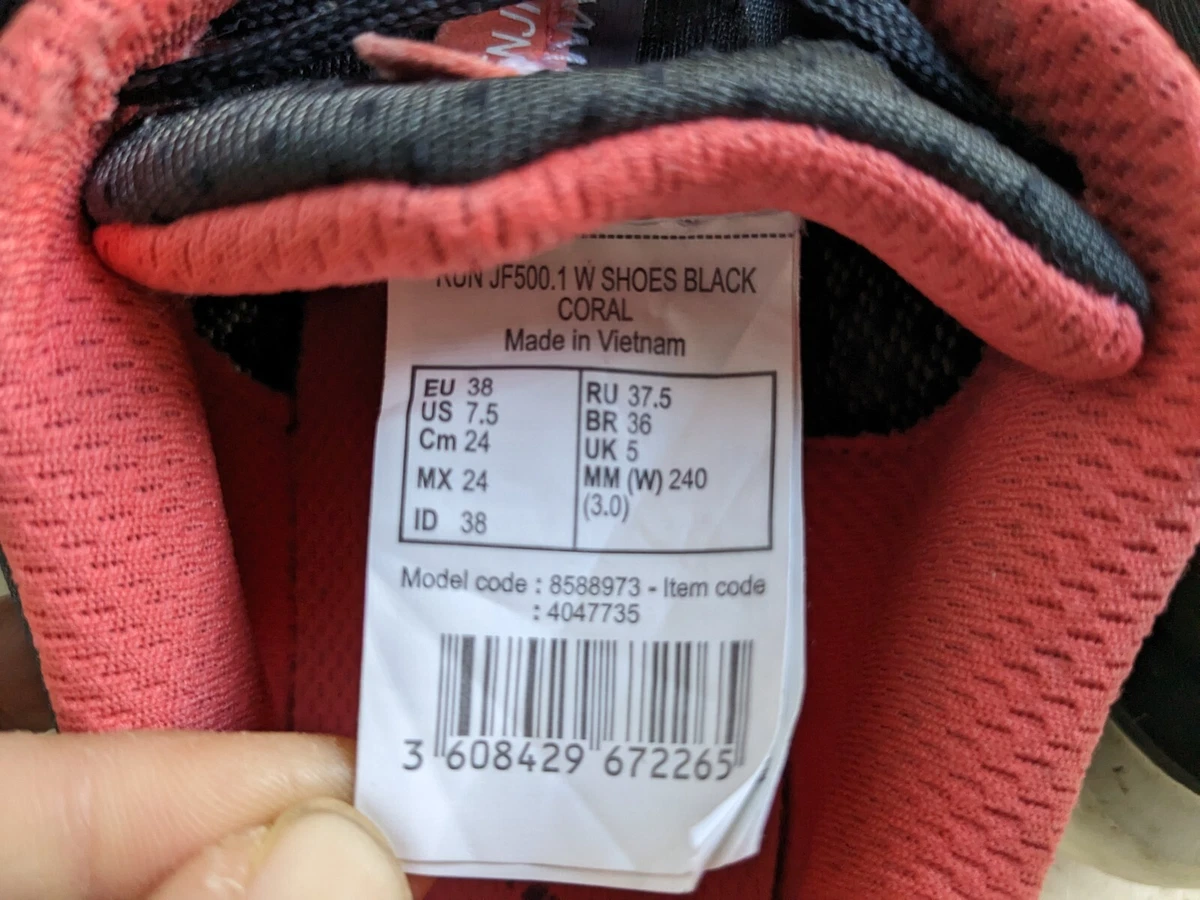 RUN JF500.1 W SHOES BLACK
CORAL
Made in Vietnam
EU 38
US 7.5
Cm 24
MX 24
ID 38
RU 37.5
BR 36
UK 5
MM (W) 240
(3.0)
Model code : 8588973 - Item code
: 4047735
3 608429 672265